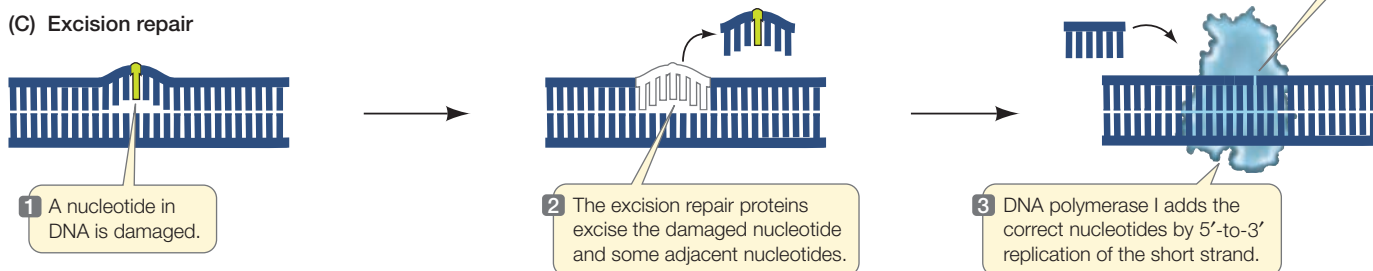 (C) Excision repair
1 A nucleotide in
DNA is damaged.
2 The excision repair proteins
excise the damaged nucleotide
and some adjacent nucleotides.
3 DNA polymerase I adds the
correct nucleotides by 5′-to-3′
replication of the short strand.